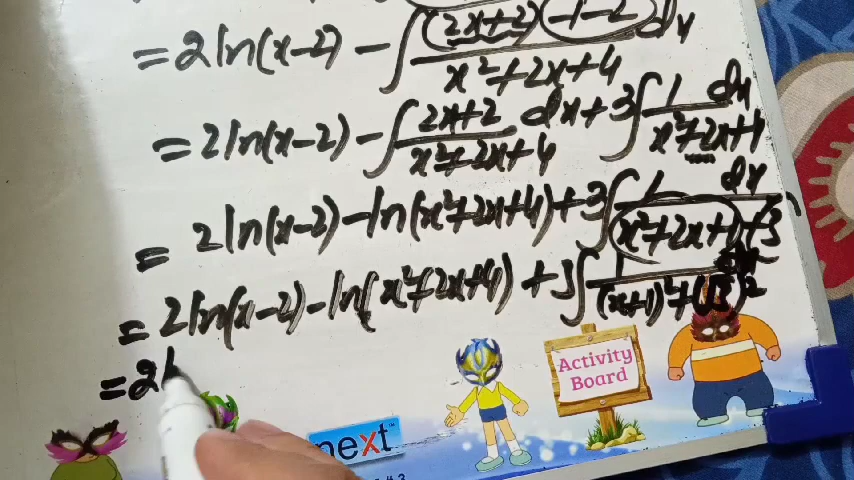 = 2ln(x-2) - ∫ (2x+2) -1-2 / x²+2x+4 dx
= 2ln(x-2) - ∫ 2x+2 / x²+2x+4 dx + 3∫ 1 / x²+2x+4 dx
= 2ln(x-2) - ln(x²+2x+4) + 3∫ 1 / (x²+2x+1)+3 dx
= 2ln(x-2) - ln(x²+2x+4) + 3∫ 1 / (x+1)²+(√3)² dx
= 2l
Activity
Board
next